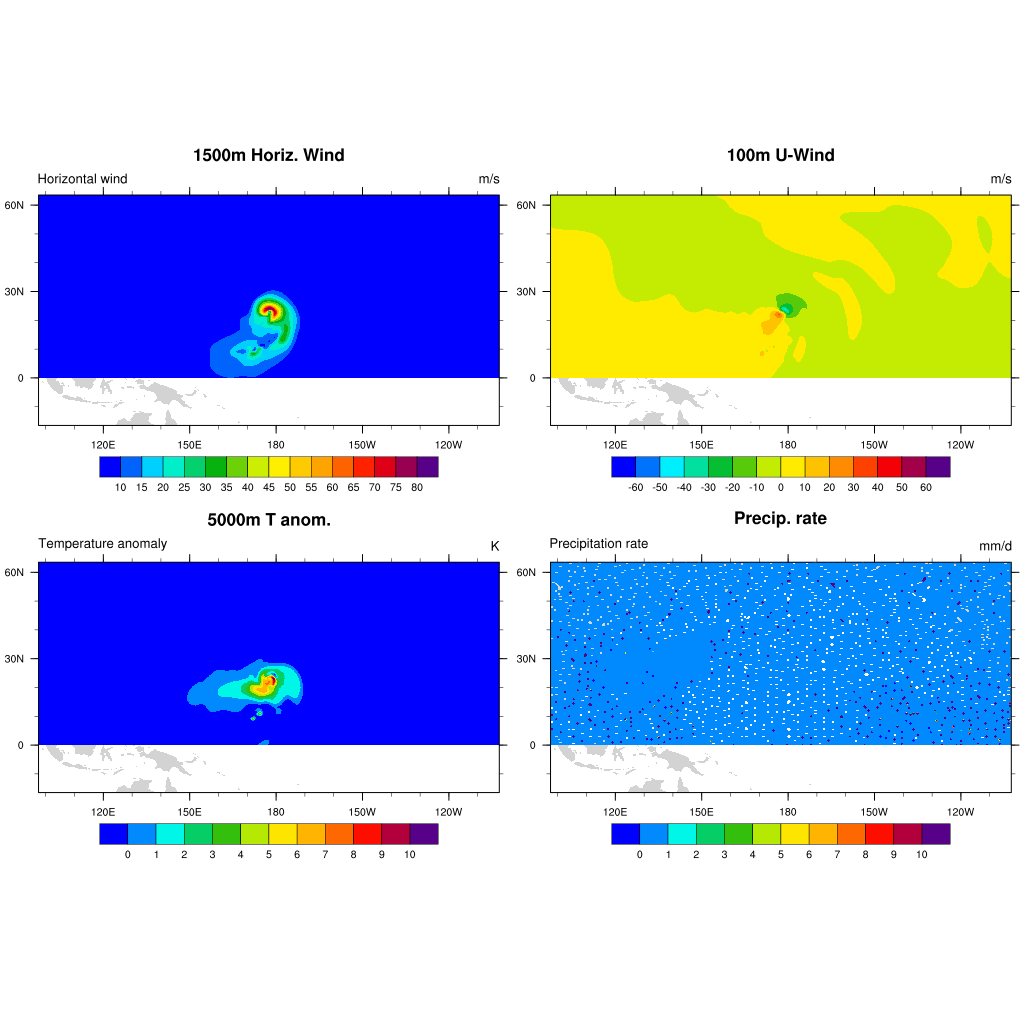 1500m Horiz. Wind
Horizontal wind m/s
60N
30N
0
120E 150E 180 150W 120W
10 15 20 25 30 35 40 45 50 55 60 65 70 75 80
100m U-Wind
m/s
60N
30N
0
120E 150E 180 150W 120W
-60 -50 -40 -30 -20 -10 0 10 20 30 40 50 60
5000m T anom.
Temperature anomaly K
60N
30N
0
120E 150E 180 150W 120W
0 1 2 3 4 5 6 7 8 9 10
Precip. rate
Precipitation rate mm/d
60N
30N
0
120E 150E 180 150W 120W
0 1 2 3 4 5 6 7 8 9 10